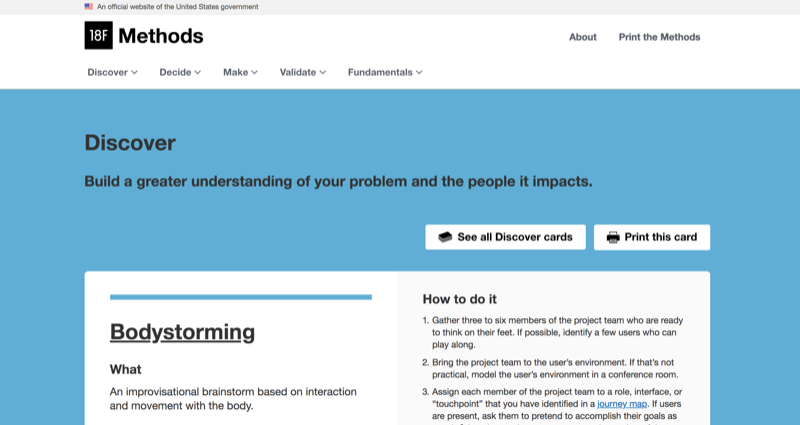 An official website of the United States government
18F Methods
About Print the Methods
Discover Decide Make Validate Fundamentals
Discover
Build a greater understanding of your problem and the people it impacts.
See all Discover cards Print this card
Bodystorming
What
An improvisational brainstorm based on interaction
and movement with the body.
How to do it
1. Gather three to six members of the project team who are ready
to think on their feet. If possible, identify a few users who can
play along.
2. Bring the project team to the user's environment. If that's not
practical, model the user's environment in a conference room.
3. Assign each member of the project team to a role, interface, or
"touchpoint" that you have identified in a journey map. If users
are present, ask them to pretend to accomplish their goals as